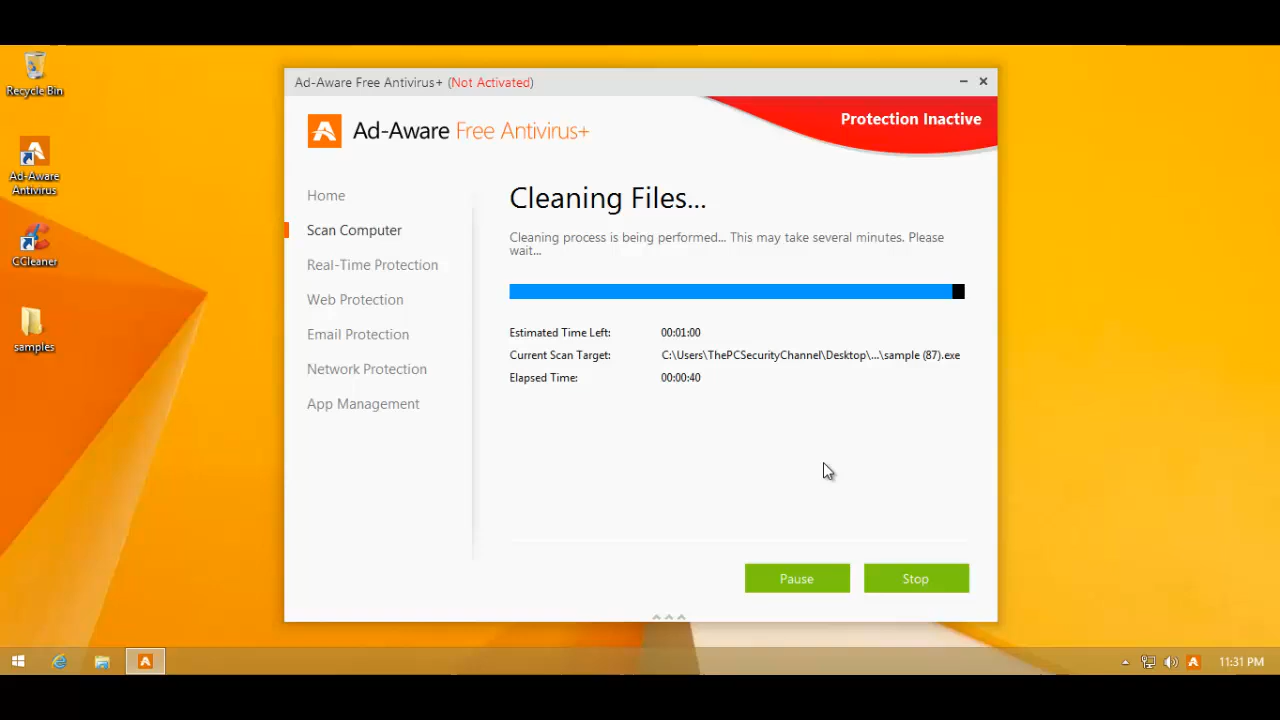 Recycle Bin
Ad-Aware
Antivirus
CCleaner
samples
Ad-Aware Free Antivirus+ (Not Activated)
Ad-Aware Free Antivirus+
Protection Inactive
Home
Scan Computer
Real-Time Protection
Web Protection
Email Protection
Network Protection
App Management
Cleaning Files...
Cleaning process is being performed... This may take several minutes. Please
wait...
Estimated Time Left: 00:01:00
Current Scan Target: C:\Users\ThePCSecurityChannel\Desktop\...\sample (87).exe
Elapsed Time: 00:00:40
Pause
Stop
11:31 PM